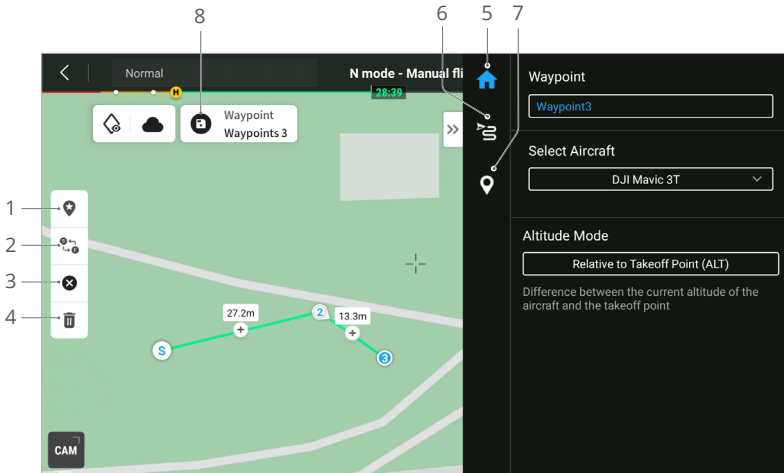 8
6
5
7
Normal
N mode - Manual fli
H
28:39
Waypoint
Waypoints 3
1
2
3
4
27.2m
13.3m
S
2
3
CAM
Waypoint
Waypoint3
Select Aircraft
DJI Mavic 3T
Altitude Mode
Relative to Takeoff Point (ALT)
Difference between the current altitude of the
aircraft and the takeoff point